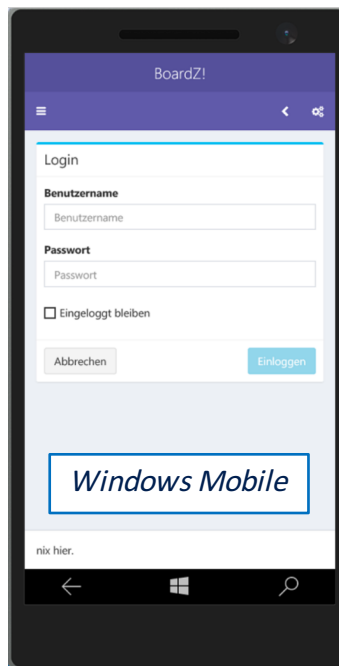 BoardZ!
Login
Benutzername
Benutzername
Passwort
Passwort
Eingeloggt bleiben
Abbrechen Einloggen
Windows Mobile
nix hier.